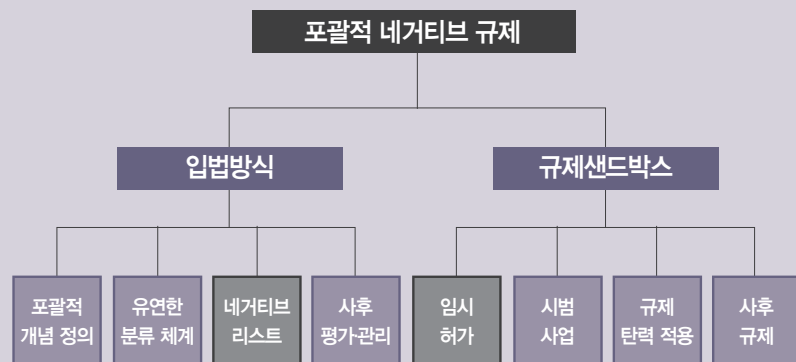 포괄적 네거티브 규제
입법방식
규제샌드박스
포괄적
개념 정의
유연한
분류 체계
네거티브
리스트
사후
평가·관리
임시
허가
시범
사업
규제
탄력 적용
사후
규제